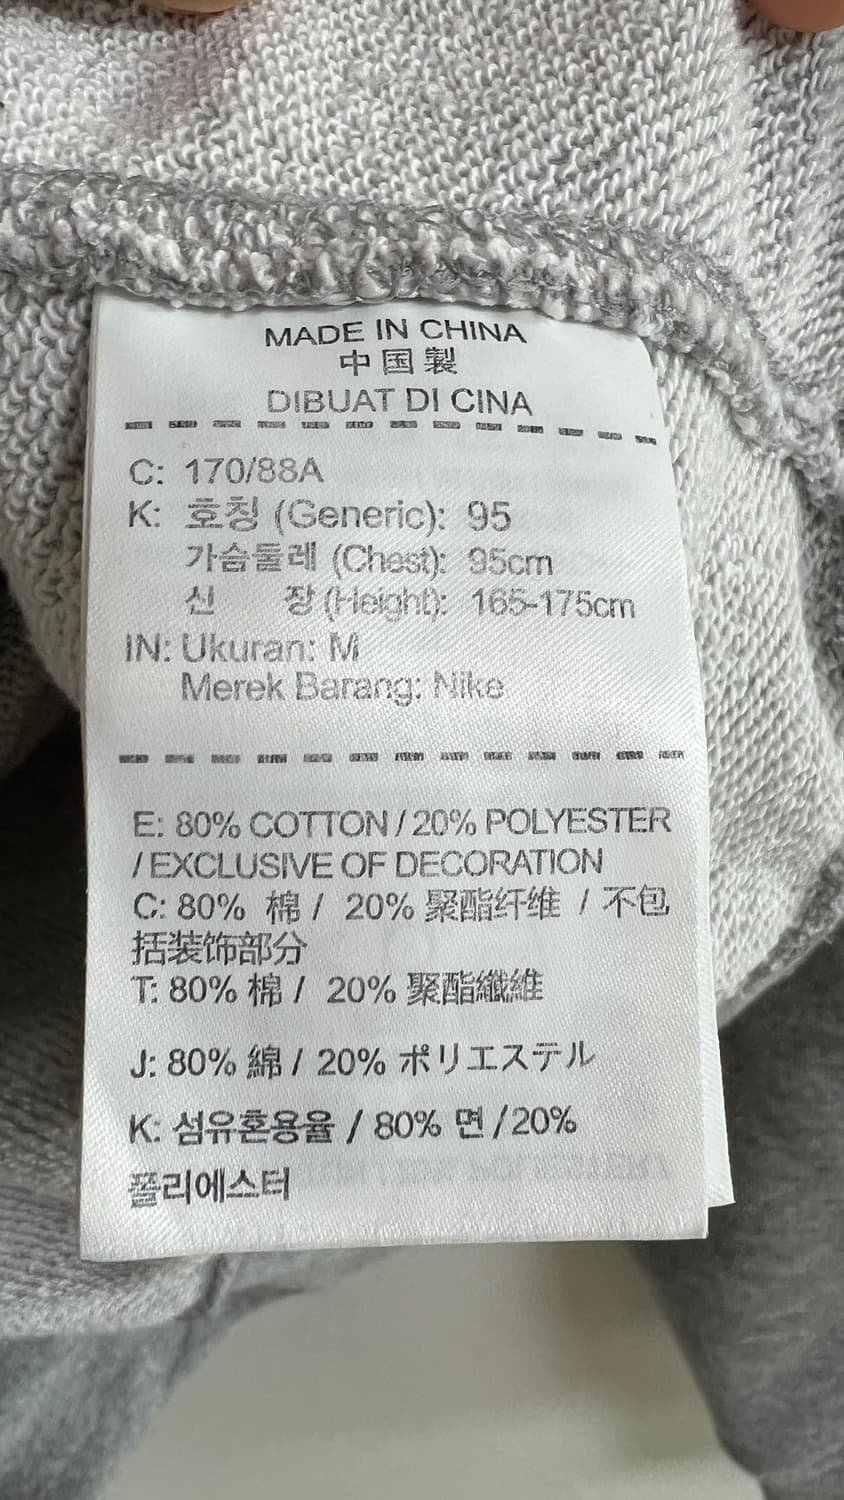 MADE IN CHINA
中国製
DIBUAT DI CINA
C: 170/88A
K: 호칭 (Generic): 95
가슴둘레 (Chest): 95cm
신 장 (Height): 165-175cm
IN: Ukuran: M
Merek Barang: Nike
E: 80% COTTON / 20% POLYESTER
/ EXCLUSIVE OF DECORATION
C: 80% 棉 / 20% 聚酯纤维 / 不包
括装饰部分
T: 80% 棉 / 20% 聚酯纖維
J: 80% 綿 / 20% ポリエステル
K: 섬유혼용율 / 80% 면 /20%
폴리에스터